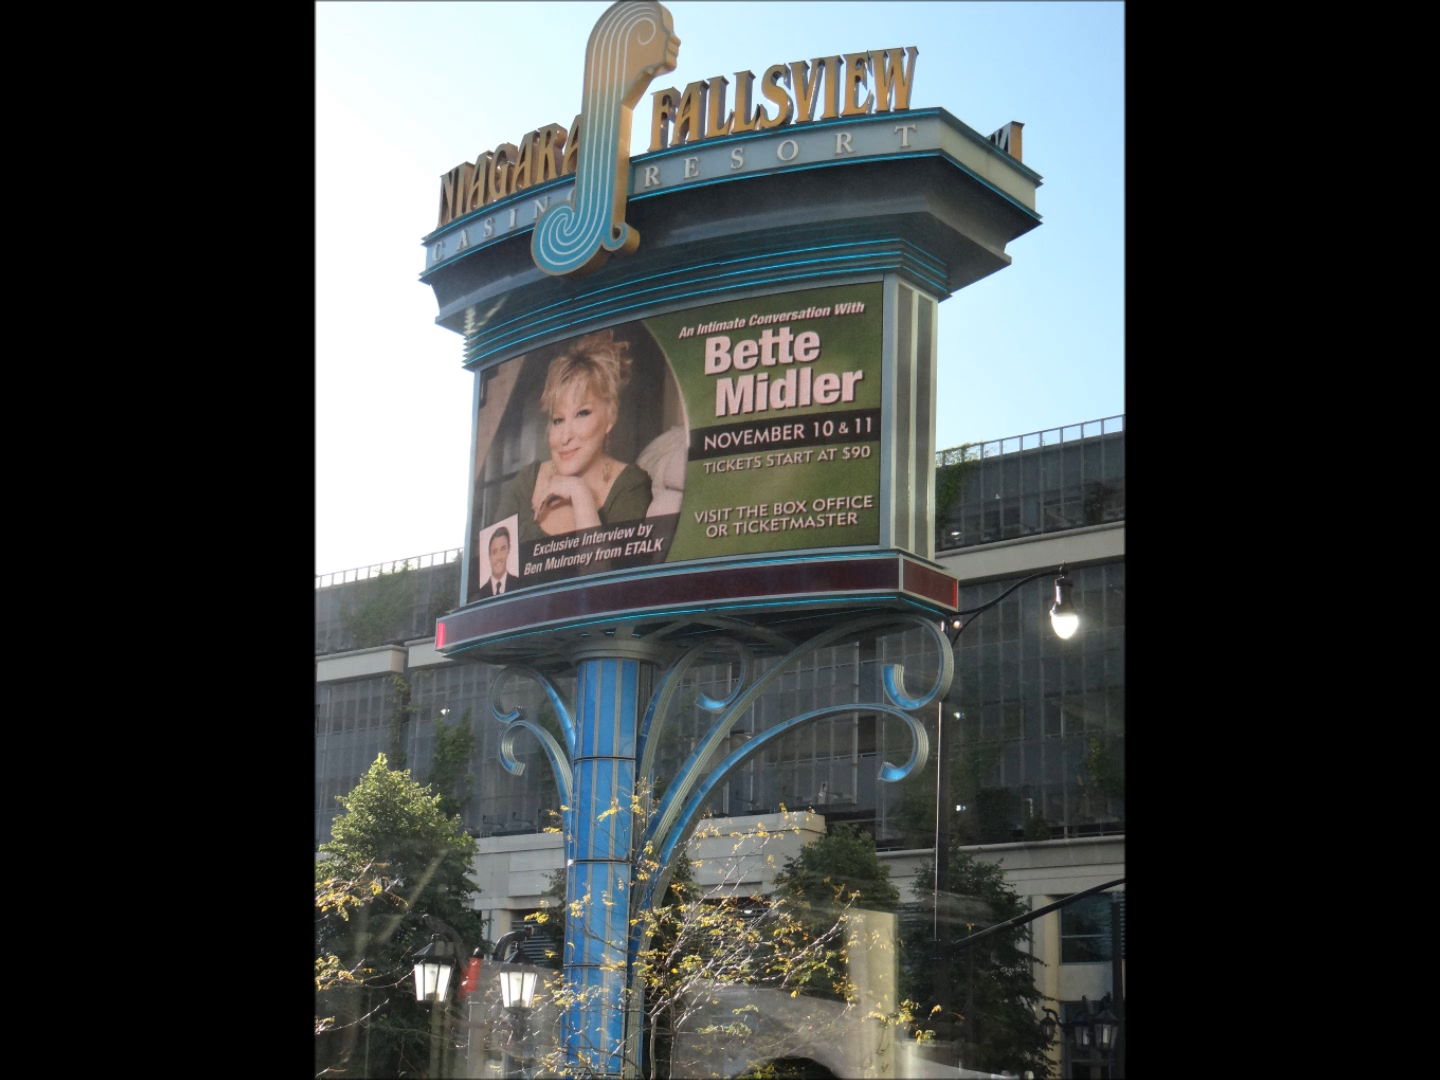 NIAGARA FALLSVIEW
CASINO RESORT
An Intimate Conversation With
Bette
Midler
NOVEMBER 10 & 11
TICKETS START AT $90
VISIT THE BOX OFFICE
OR TICKETMASTER
Exclusive Interview by
Ben Mulroney from ETALK